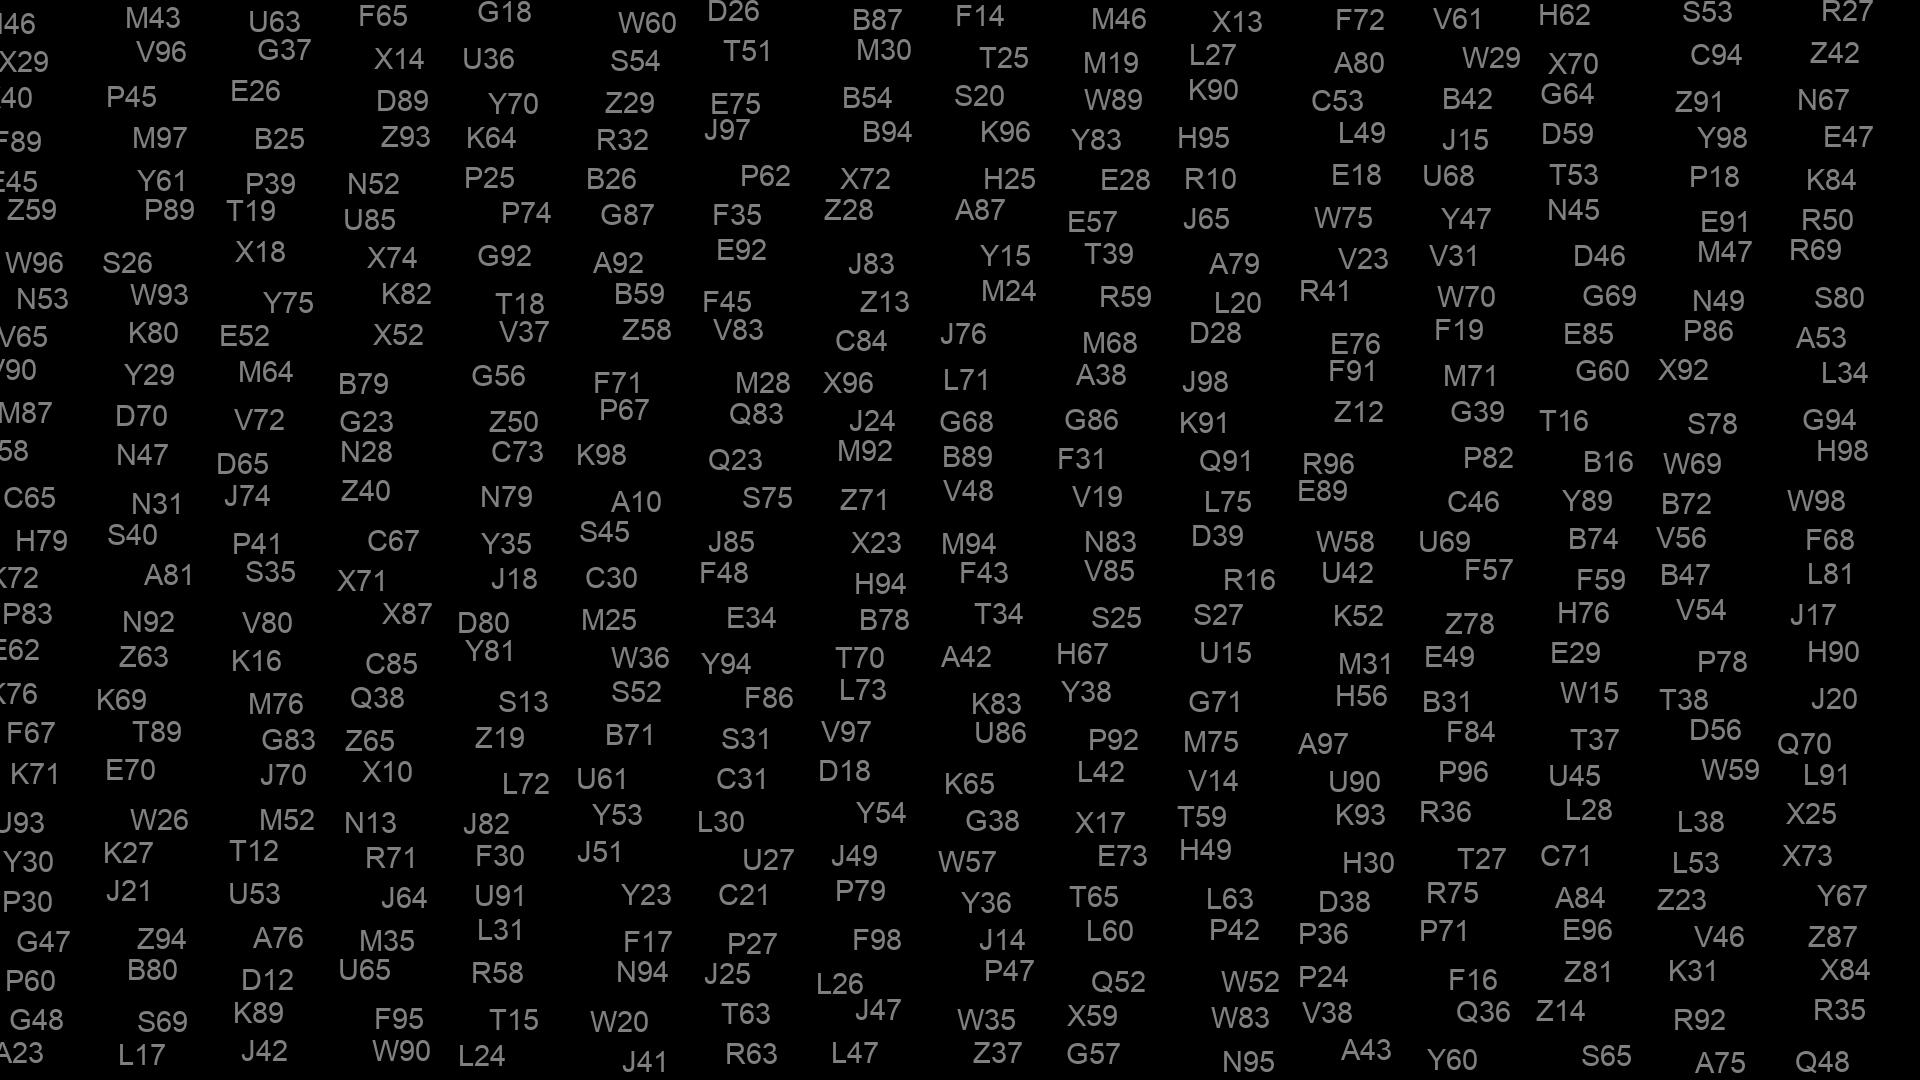 M43 U63 F65 G18 W60 D26 B87 F14 M46 X13 F72 V61 H62 S53 R27
X29 V96 G37 X14 U36 S54 T51 M30 T25 M19 L27 A80 W29 X70 C94 Z42
P45 E26 D89 Y70 Z29 E75 B54 S20 W89 K90 C53 B42 G64 Z91 N67
F89 M97 B25 Z93 K64 R32 J97 B94 K96 Y83 H95 L49 J15 D59 Y98 E47
E45 Y61 P39 N52 P25 B26 P62 X72 H25 E28 R10 E18 U68 T53 P18 K84
Z59 P89 T19 U85 P74 G87 F35 Z28 A87 E57 J65 W75 Y47 N45 E91 R50
W96 S26 X18 X74 G92 A92 E92 J83 Y15 T39 A79 V23 V31 D46 M47 R69
N53 W93 Y75 K82 T18 B59 F45 Z13 M24 R59 L20 R41 W70 G69 N49 S80
V65 K80 E52 X52 V37 Z58 V83 C84 J76 M68 D28 E76 F19 E85 P86 A53
Y29 M64 B79 G56 F71 M28 X96 L71 A38 J98 F91 M71 G60 X92 L34
M87 D70 V72 G23 Z50 P67 Q83 J24 G68 G86 K91 Z12 G39 T16 S78 G94
N47 D65 N28 C73 K98 Q23 M92 B89 F31 Q91 R96 P82 B16 W69 H98
C65 N31 J74 Z40 N79 A10 S75 Z71 V48 V19 L75 E89 C46 Y89 B72 W98
H79 S40 P41 C67 Y35 S45 J85 X23 M94 N83 D39 W58 U69 B74 V56 F68
K72 A81 S35 X71 J18 C30 F48 H94 F43 V85 R16 U42 F57 F59 B47 L81
P83 N92 V80 X87 D80 M25 E34 B78 T34 S25 S27 K52 Z78 H76 V54 J17
E62 Z63 K16 C85 Y81 W36 Y94 T70 A42 H67 U15 M31 E49 E29 P78 H90
K76 K69 M76 Q38 S13 S52 F86 L73 K83 Y38 G71 H56 B31 W15 T38 J20
F67 T89 G83 Z65 Z19 B71 S31 V97 U86 P92 M75 A97 F84 T37 D56 Q70
K71 E70 J70 X10 L72 U61 C31 D18 K65 L42 V14 U90 P96 U45 W59 L91
U93 W26 M52 N13 J82 Y53 L30 Y54 G38 X17 T59 K93 R36 L28 L38 X25
Y30 K27 T12 R71 F30 J51 U27 J49 W57 E73 H49 H30 T27 C71 L53 X73
P30 J21 U53 J64 U91 Y23 C21 P79 Y36 T65 L63 D38 R75 A84 Z23 Y67
G47 Z94 A76 M35 L31 F17 P27 F98 J14 L60 P42 P36 P71 E96 V46 Z87
P60 B80 D12 U65 R58 N94 J25 L26 P47 Q52 W52 P24 F16 Z81 K31 X84
G48 S69 K89 F95 T15 W20 T63 J47 W35 X59 W83 V38 Q36 Z14 R92 R35
A23 L17 J42 W90 L24 J41 R63 L47 Z37 G57 N95 A43 Y60 S65 A75 Q48